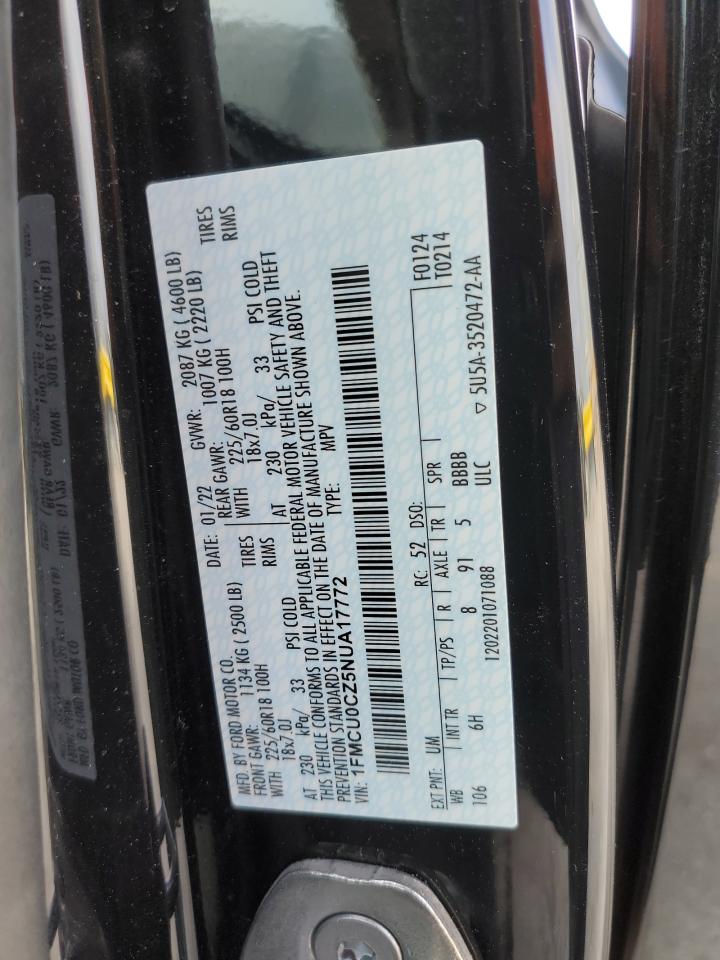 MFD. BY FORD MOTOR CO.
DATE: 01/22 GVWR: 2087 KG ( 4600 LB)
FRONT GAWR: 1134 KG ( 2500 LB) REAR GAWR: 1007 KG ( 2220 LB)
WITH 225/60R18 100H TIRES WITH 225/60R18 100H TIRES
18x7.0J RIMS 18x7.0J RIMS
AT 230 kPa/ 33 PSI COLD AT 230 kPa/ 33 PSI COLD
THIS VEHICLE CONFORMS TO ALL APPLICABLE FEDERAL MOTOR VEHICLE SAFETY AND THEFT
PREVENTION STANDARDS IN EFFECT ON THE DATE OF MANUFACTURE SHOWN ABOVE.
VIN: 1FMCU0CZ5NUA17772 TYPE: MPV
EXT PNT: UM RC: 52 DSO: F0124
WB INT TR TP/PS R AXLE TR SPR T0214
106 6H 8 91 5 BBBB
1202201071088 ULC ▽ 5U5A-3520472-AA